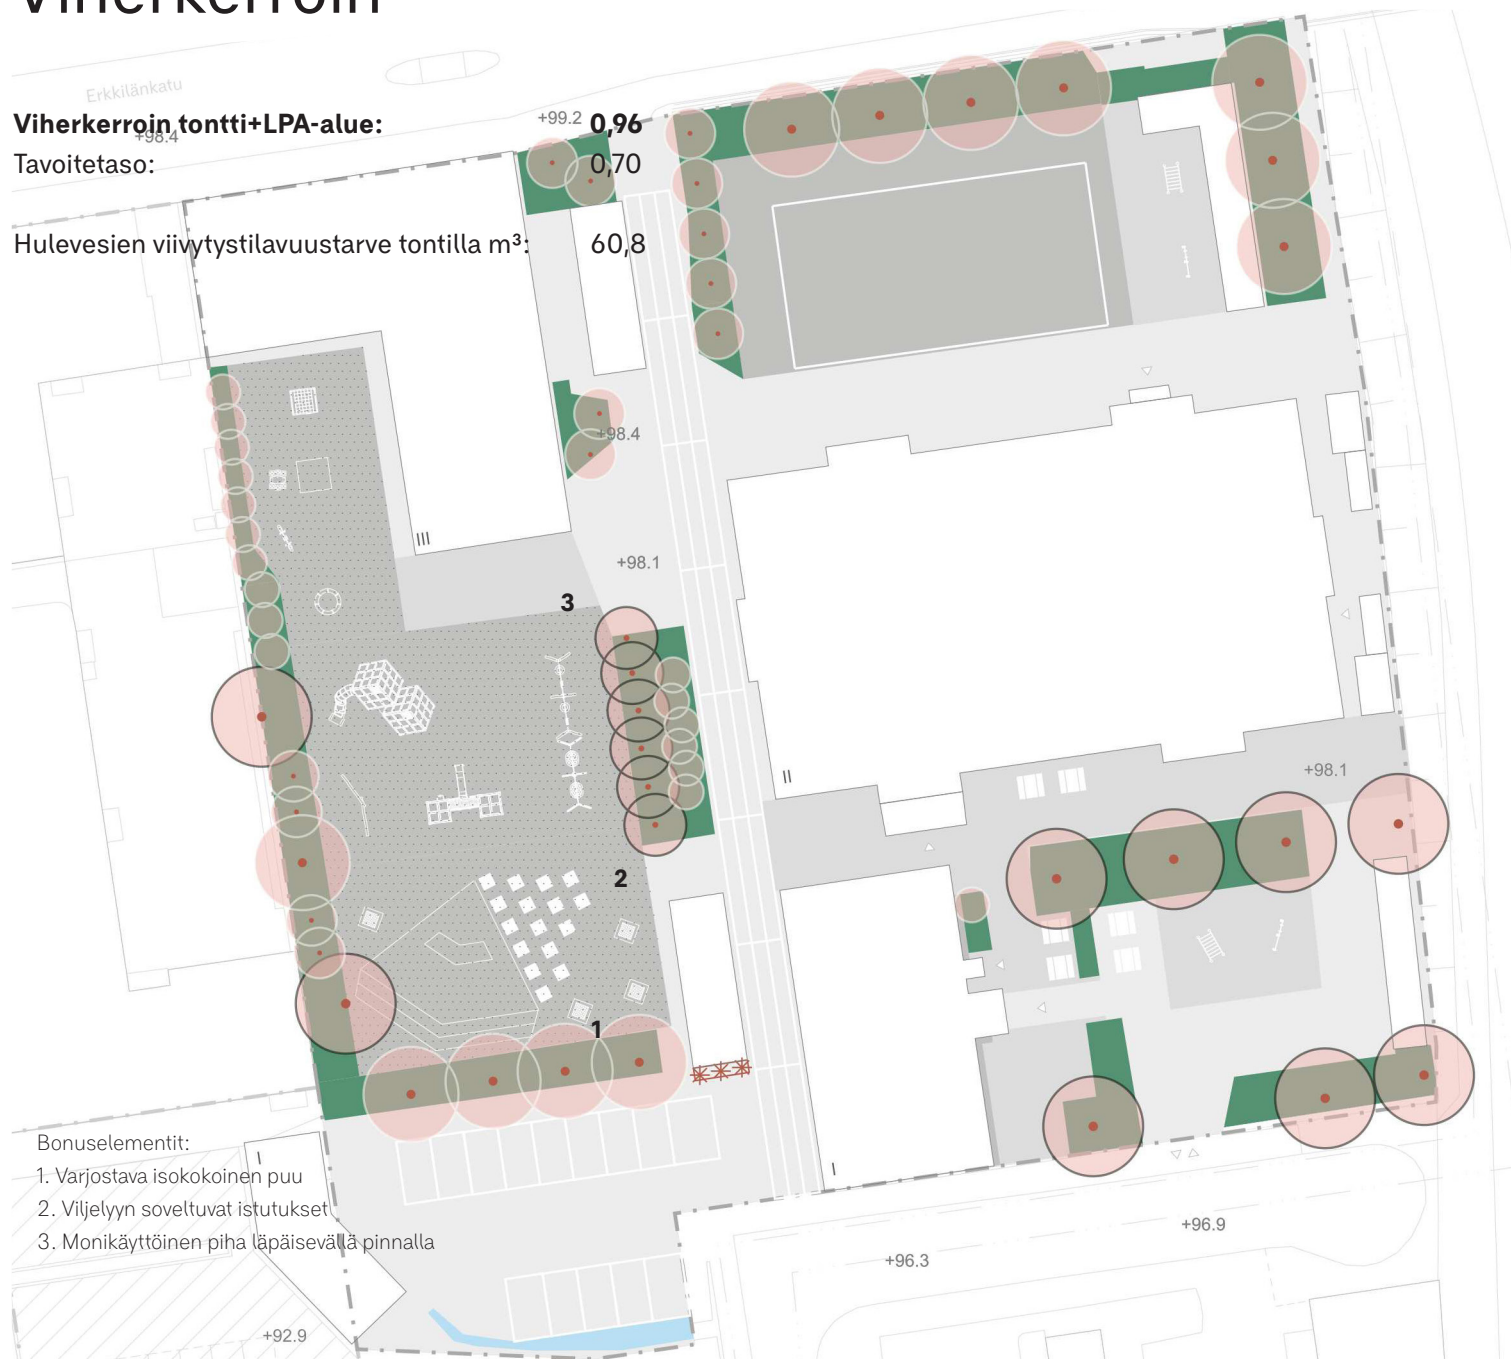 Viherkerroin
Erkkilänkatu
Viherkerroin tontti+LPA-alue: 0,96
+98.4
+99.2
Tavoitetaso: 0,70
Hulevesien viivytystilavuustarve tontilla m³: 60,8
+98.4
III
+98.1
3
II
+98.1
2
1
Bonuselementit:
1. Varjostava isokokoinen puu
2. Viljelyyn soveltuvat istutukset
3. Monikäyttöinen piha läpäisevällä pinnalla
I
I
+96.9
+96.3
+92.9